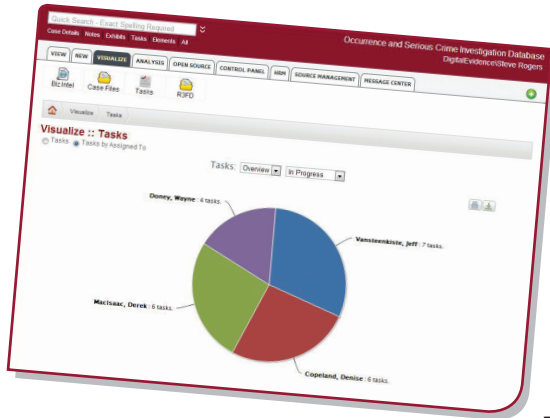 Quick Search - Exact Spelling Required
Case Details Notes Exhibits Tasks Elements All
Occurrence and Serious Crime Investigation Database
DigitalEvidence\Steve Rogers
VIEW NEW VISUALIZE ANALYSIS OPEN SOURCE CONTROL PANEL HRM SOURCE MANAGEMENT MESSAGE CENTER
Biz Intel Case Files Tasks R3FD
Visualize Tasks
Visualize :: Tasks
Tasks Tasks by Assigned To
Tasks: Overview In Progress
Doney, Wayne : 4 tasks.
Vansteenkiste, Jeff : 7 tasks.
MacIsaac, Derek : 6 tasks.
Copeland, Denise : 6 tasks.